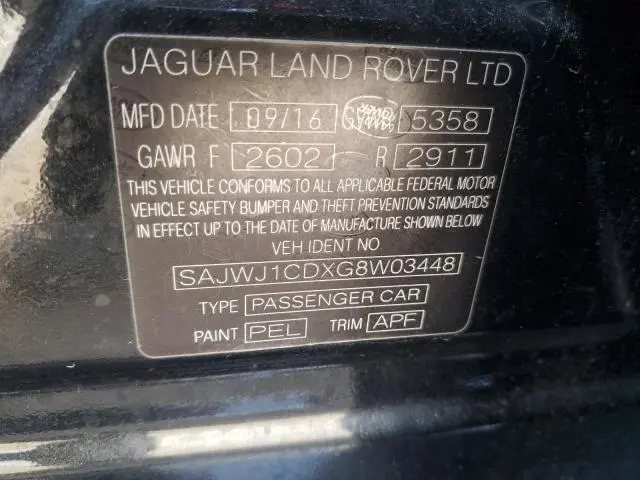 JAGUAR LAND ROVER LTD
MFD DATE 09/16 5358
GAWR F 2602 R 2911
THIS VEHICLE CONFORMS TO ALL APPLICABLE FEDERAL MOTOR
VEHICLE SAFETY BUMPER AND THEFT PREVENTION STANDARDS
IN EFFECT UP TO THE DATE OF MANUFACTURE SHOWN BELOW
VEH IDENT NO
SAJWJ1CDXG8W03448
TYPE PASSENGER CAR
PAINT PEL TRIM APF